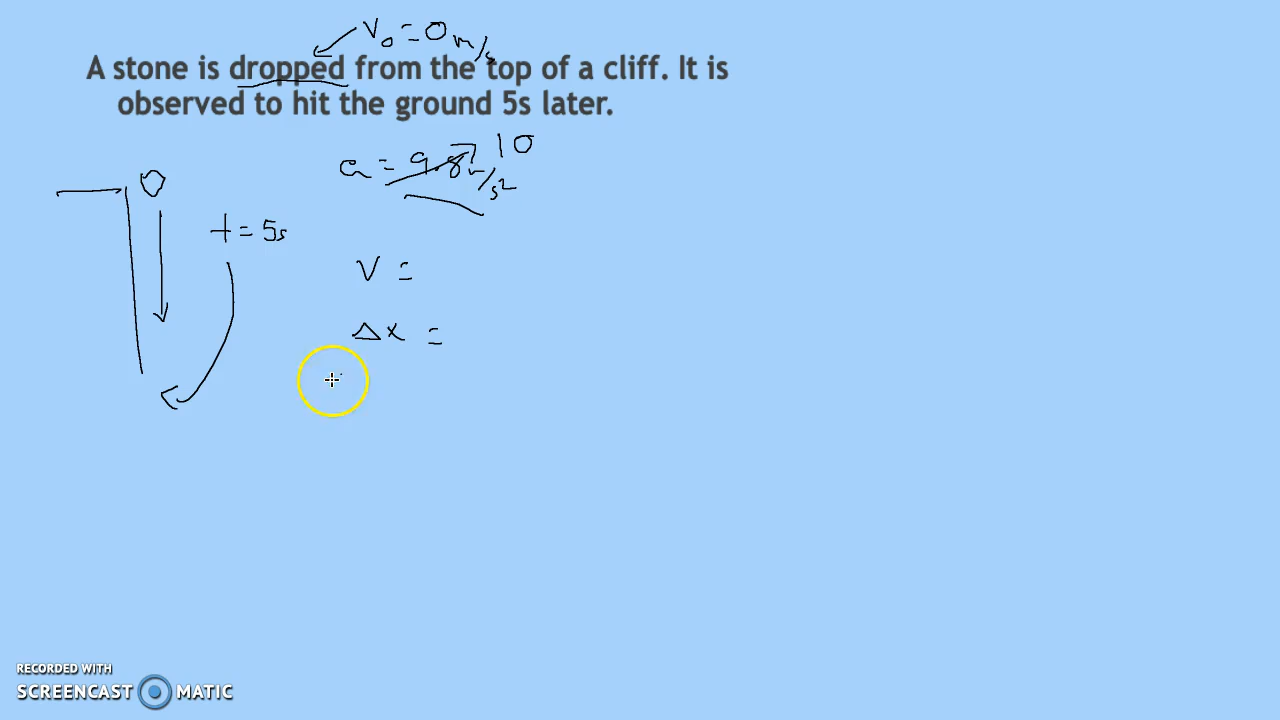 V₀ = 0 m/s
A stone is dropped from the top of a cliff. It is
observed to hit the ground 5s later.
a = 9.8 m/s² 10
t = 5s
V =
Δx =
RECORDED WITH
SCREENCAST MATIC